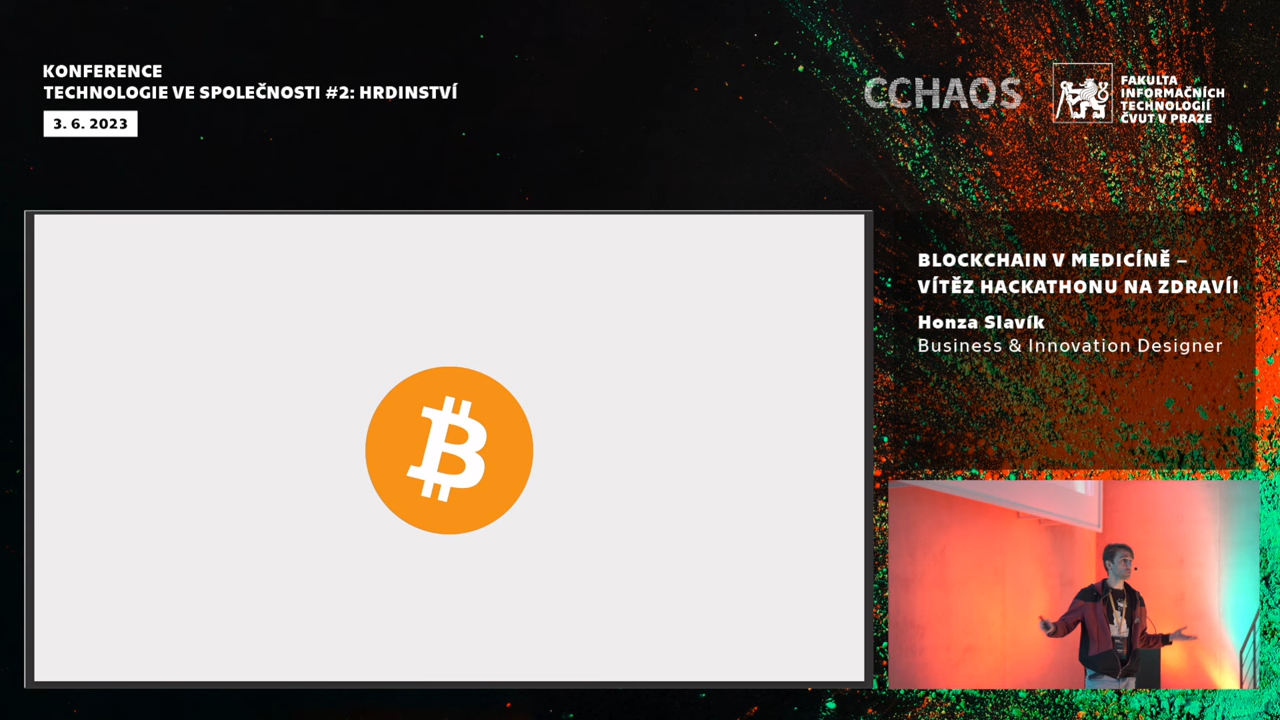 KONFERENCE
TECHNOLOGIE VE SPOLEČNOSTI #2: HRDINSTVÍ
3. 6. 2023
CCHAOS
FAKULTA
INFORMAČNÍCH
TECHNOLOGIÍ
ČVUT V PRAZE
BLOCKCHAIN V MEDICÍNĚ –
VÍTĚZ HACKATHONU NA ZDRAVÍ!
Honza Slavík
Business & Innovation Designer